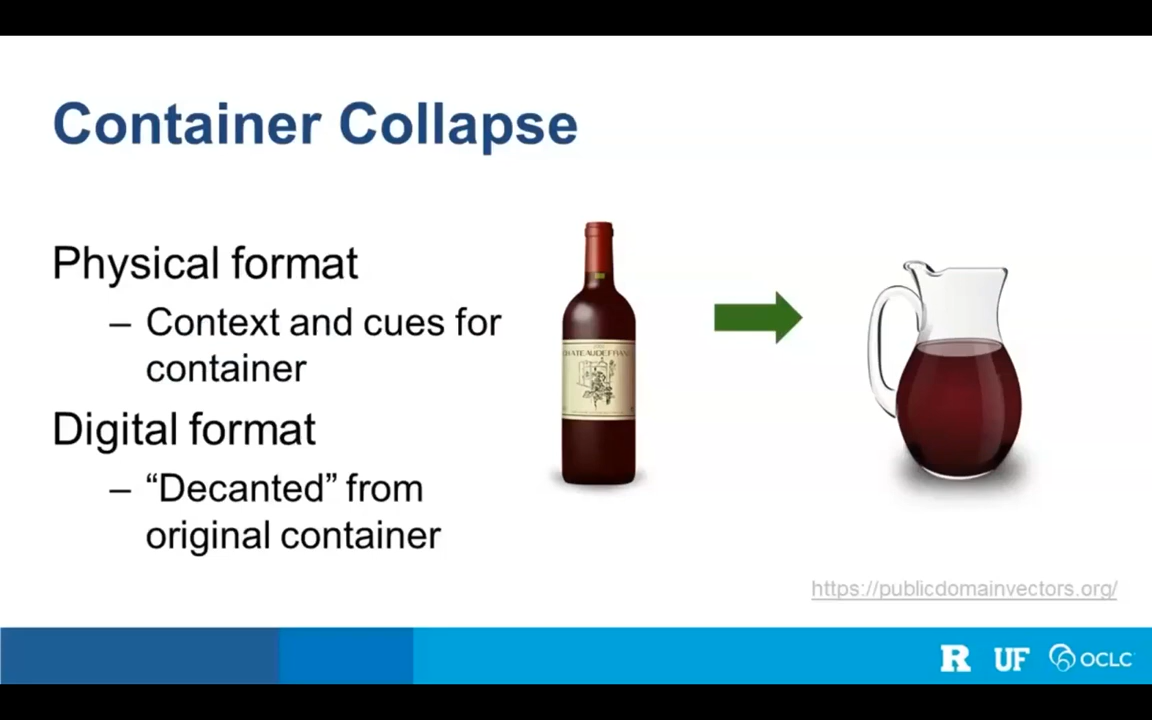 Container Collapse
Physical format
– Context and cues for
container
Digital format
– “Decanted” from
original container
CHATEAUDEFRAN
https://publicdomainvectors.org/
R UF OCLC